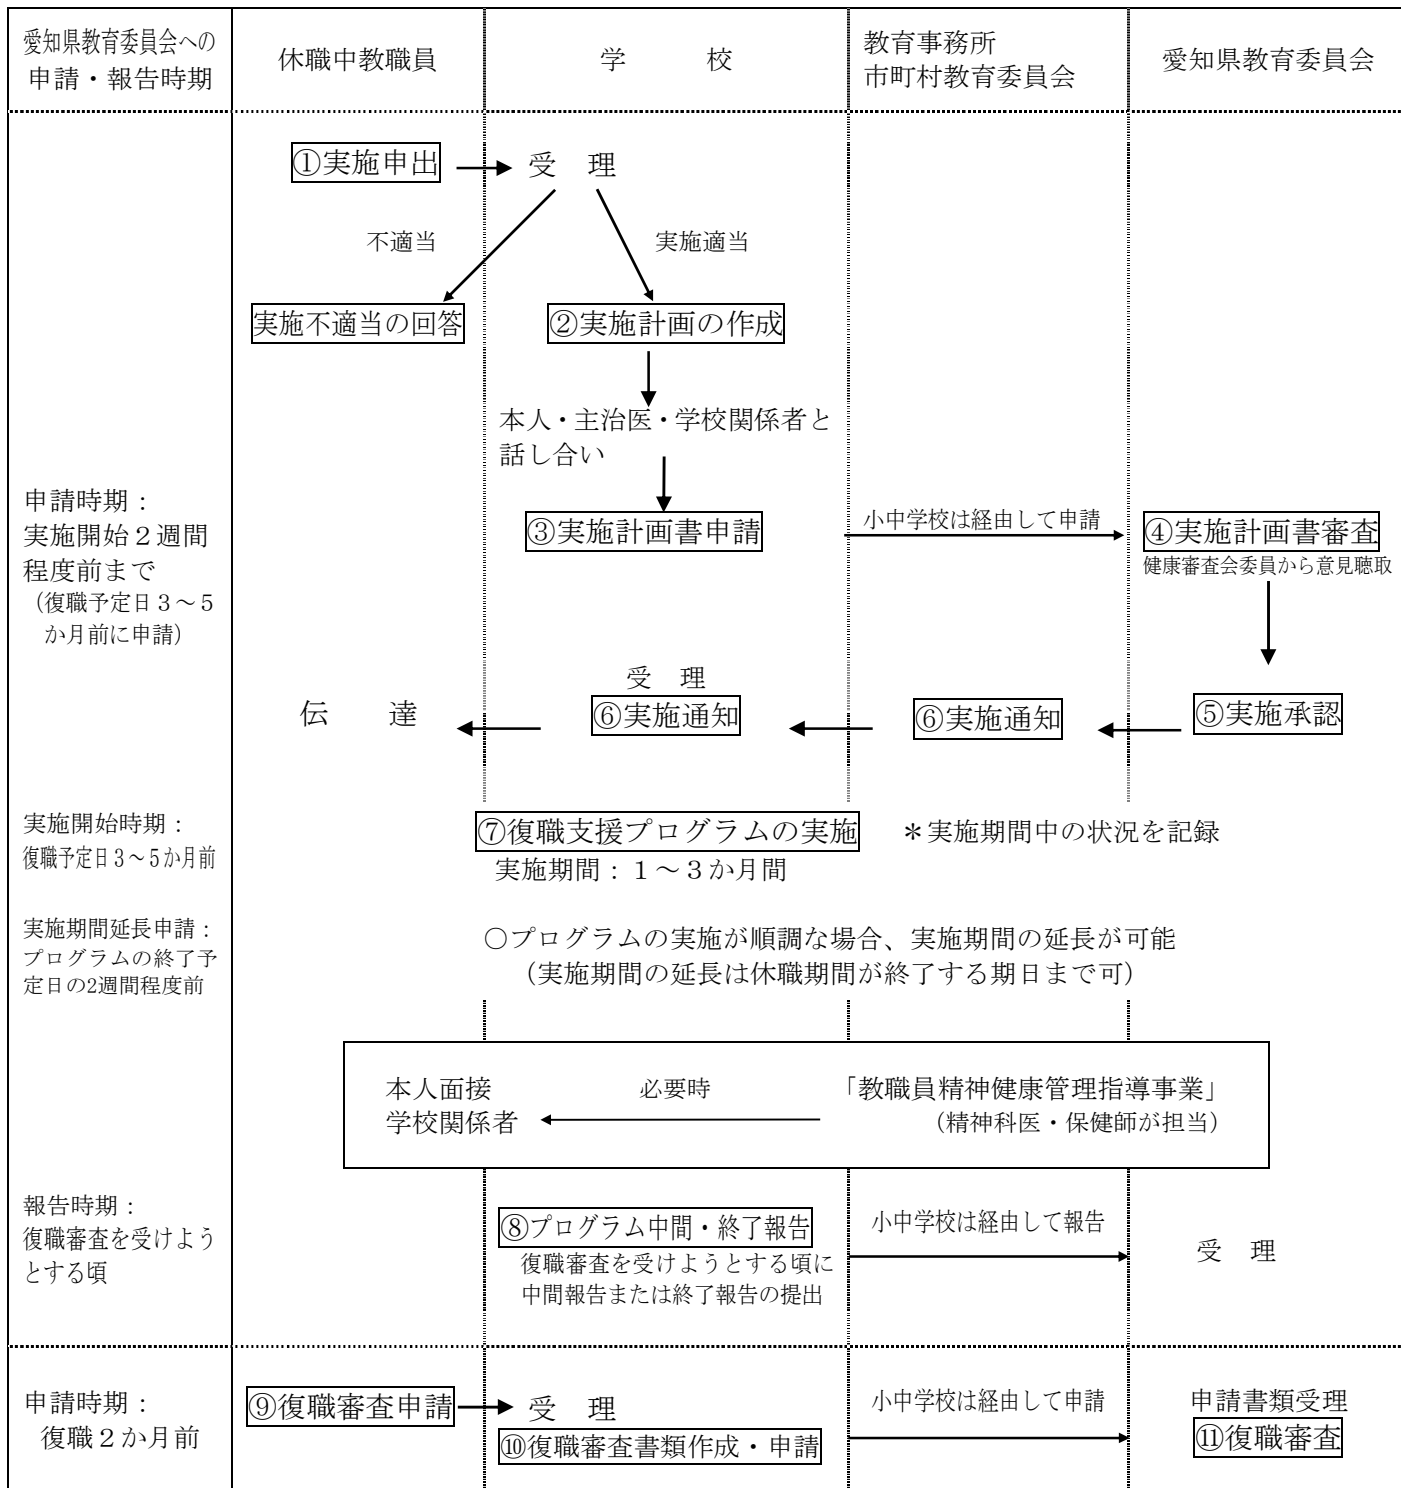 愛知県教育委員会への
申請・報告時期
休職中教職員
学　　校
教育事務所
市町村教育委員会
愛知県教育委員会
①実施申出
受　理
不適当
実施適当
実施不適当の回答
②実施計画の作成
本人・主治医・学校関係者と
話し合い
申請時期：
実施開始２週間
程度前まで
（復職予定日３～５
か月前に申請）
③実施計画書申請
小中学校は経由して申請
④実施計画書審査
健康審査会委員から意見聴取
受　理
伝　　達
⑥実施通知
⑥実施通知
⑤実施承認
実施開始時期：
復職予定日３～５か月前
⑦復職支援プログラムの実施
＊実施期間中の状況を記録
実施期間：１～３か月間
実施期間延長申請：
プログラムの終了予
定日の2週間程度前
○プログラムの実施が順調な場合、実施期間の延長が可能
（実施期間の延長は休職期間が終了する期日まで可）
本人面接
学校関係者
必要時
「教職員精神健康管理指導事業」
（精神科医・保健師が担当）
報告時期：
復職審査を受けよう
とする頃
⑧プログラム中間・終了報告
復職審査を受けようとする頃に
中間報告または終了報告の提出
小中学校は経由して報告
受　理
申請時期：
復職２か月前
⑨復職審査申請
受　理
⑩復職審査書類作成・申請
小中学校は経由して申請
申請書類受理
⑪復職審査